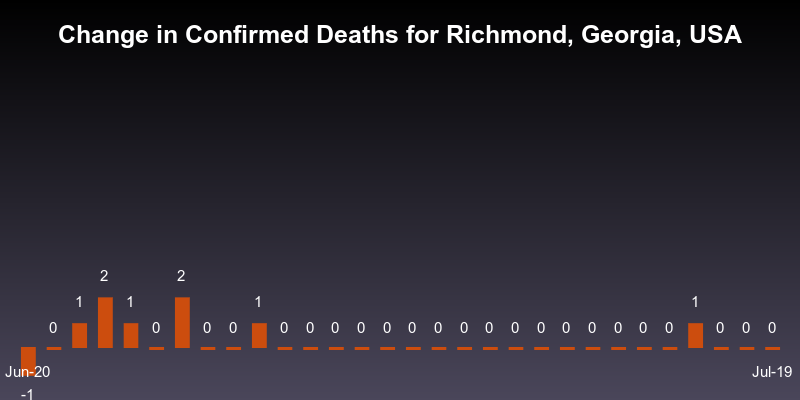 Change in Confirmed Deaths for Richmond, Georgia, USA
2 2
1 1 1 1
0 0 0 0 0 0 0 0 0 0 0 0 0 0 0 0 0 0 0 0 0 0 0
Jun-20 Jul-19
-1